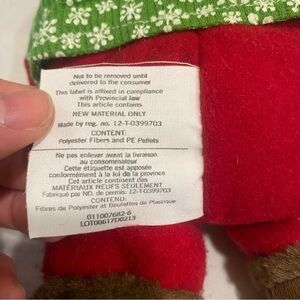 Not to be removed until
delivered to the consumer
This label is affixed in compliance
with Provincial law
This article contains
NEW MATERIAL ONLY
Made by reg. no. 12-T-0399703
CONTENT:
Polyester Fibers and PE Pellets
Ne pas enlever avant la livraison
au consommateur
Cette étiquette est apposée
conformément à la loi de la province
Cet article contient des
MATÉRIAUX NEUFS SEULEMENT
Fabriqué par NO. de permis: 12-T-0399703
CONTENU:
Fibres de Polyester et Boulettes de Plastique
011007682-6
LOT00617D0213